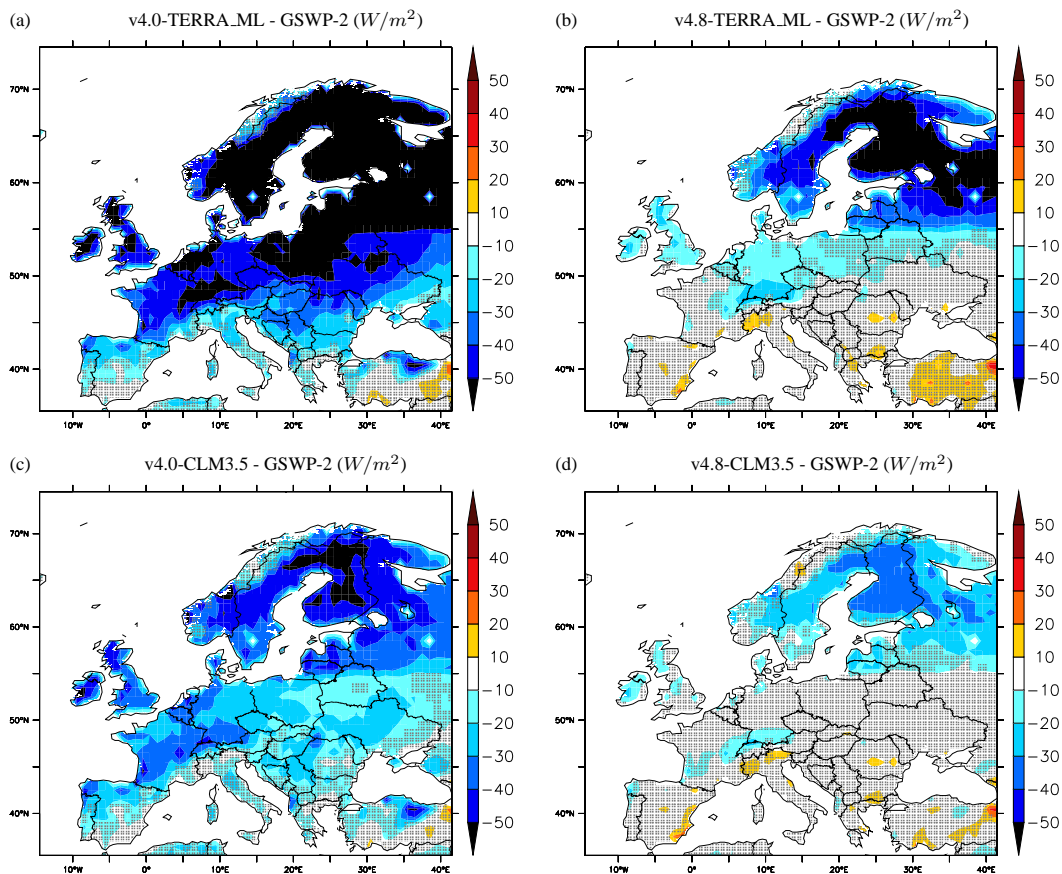 (a) v4.0-TERRA_ML - GSWP-2 (W/m²)
70°N
60°N
50°N
40°N
10°W 0°E 10°E 20°E 30°E 40°E
50
40
30
20
10
−10
−20
−30
−40
−50
(b) v4.8-TERRA_ML - GSWP-2 (W/m²)
70°N
60°N
50°N
40°N
10°W 0°E 10°E 20°E 30°E 40°E
50
40
30
20
10
−10
−20
−30
−40
−50
(c) v4.0-CLM3.5 - GSWP-2 (W/m²)
70°N
60°N
50°N
40°N
10°W 0°E 10°E 20°E 30°E 40°E
50
40
30
20
10
−10
−20
−30
−40
−50
(d) v4.8-CLM3.5 - GSWP-2 (W/m²)
70°N
60°N
50°N
40°N
10°W 0°E 10°E 20°E 30°E 40°E
50
40
30
20
10
−10
−20
−30
−40
−50